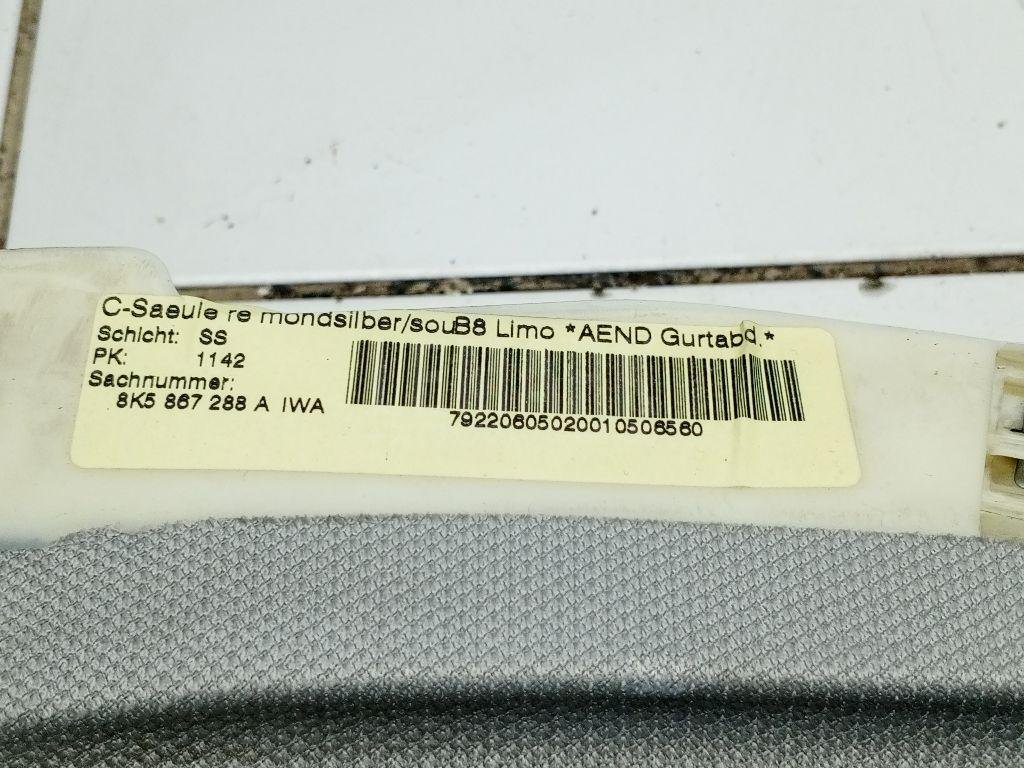 C-Saeule re mondsilber/souB8 Limo *AEND Gurtabd.*
Schicht: SS
PK: 1142
Sachnummer:
8K5 867 288 A IWA
79220605020010506560